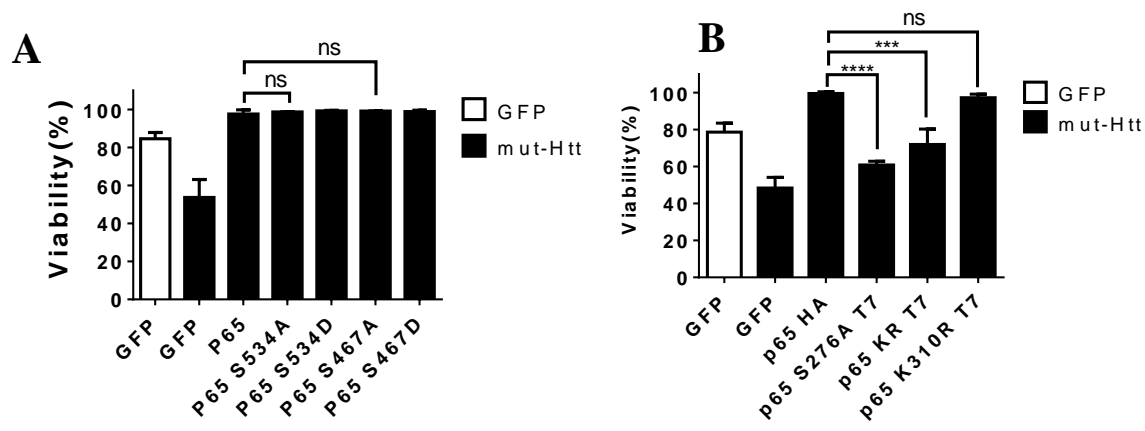 A
ns
ns
100
80
60
40
20
0
Viability(%)
GFP
GFP
P65
P65 S534A
P65 S534D
P65 S467A
P65 S467D
GFP
mut-Htt
B
ns
***
****
100
80
60
40
20
0
Viability(%)
GFP
GFP
p65 HA
p65 S276A T7
p65 KR T7
p65 K310R T7
GFP
mut-Htt